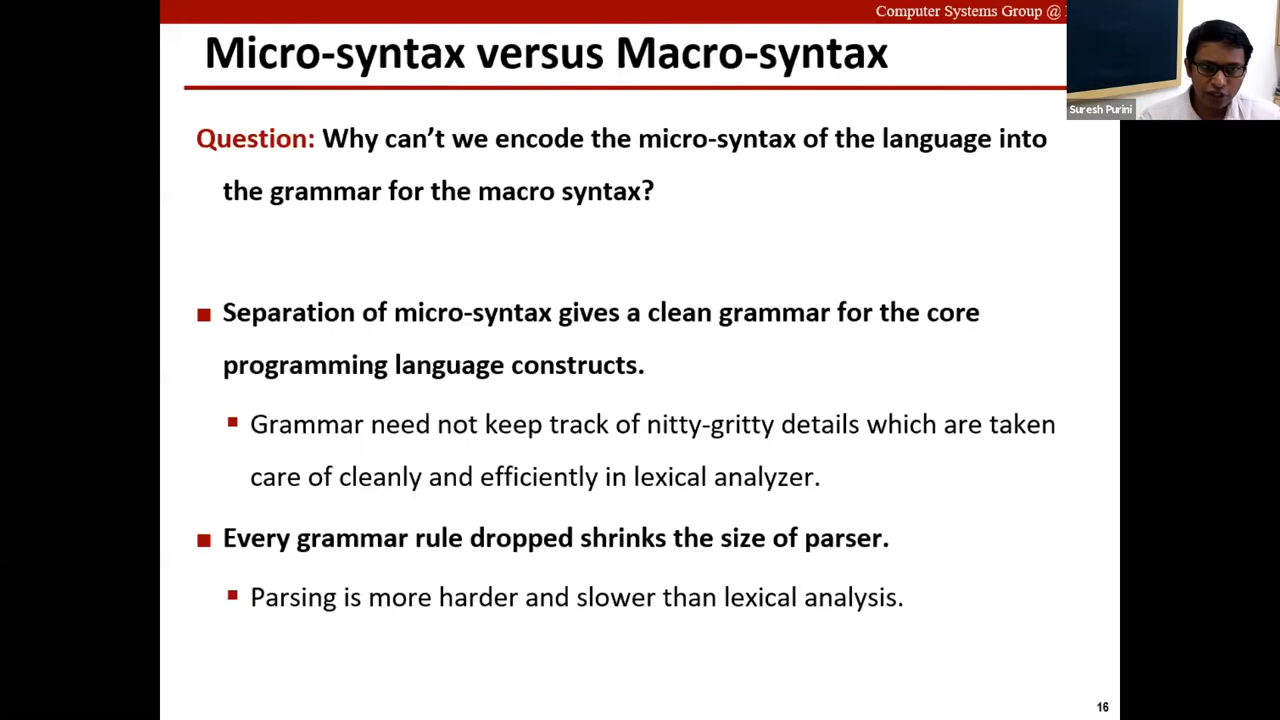 Computer Systems Group @
Micro-syntax versus Macro-syntax
Suresh Purini
Question: Why can't we encode the micro-syntax of the language into
the grammar for the macro syntax?
■ Separation of micro-syntax gives a clean grammar for the core
programming language constructs.
▪ Grammar need not keep track of nitty-gritty details which are taken
care of cleanly and efficiently in lexical analyzer.
■ Every grammar rule dropped shrinks the size of parser.
▪ Parsing is more harder and slower than lexical analysis.
16